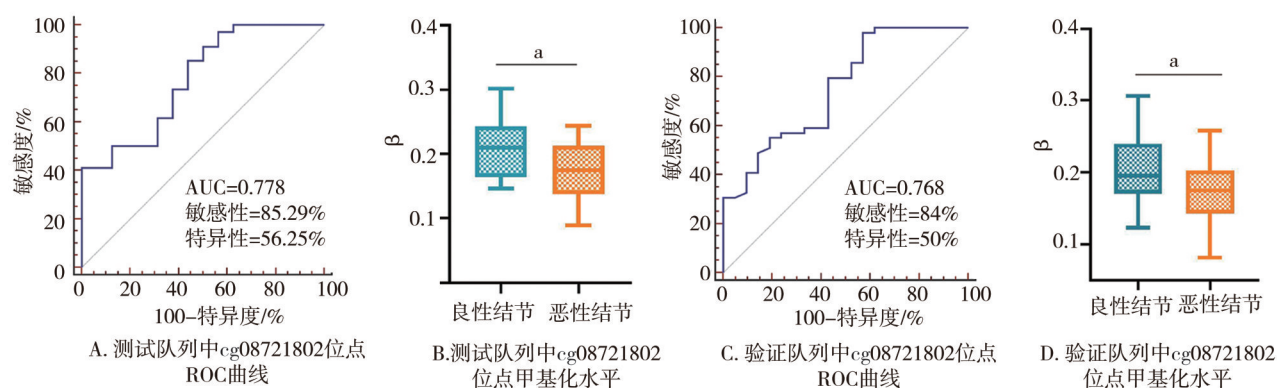 敏感度/%
100
80
60
40
20
0
0
20
40
60
80
100
100–特异度/%
AUC=0.778
敏感性=85.29%
特异性=56.25%
A. 测试队列中cg08721802位点
ROC曲线
β
0.4
0.3
0.2
0.1
a
良性结节
恶性结节
B.测试队列中cg08721802
位点甲基化水平
敏感度/%
100
80
60
40
20
0
0
20
40
60
80
100
100–特异度/%
AUC=0.768
敏感性=84%
特异性=50%
C. 验证队列中cg08721802位点
ROC曲线
β
0.4
0.3
0.2
0.1
a
良性结节
恶性结节
D. 验证队列中cg08721802
位点甲基化水平